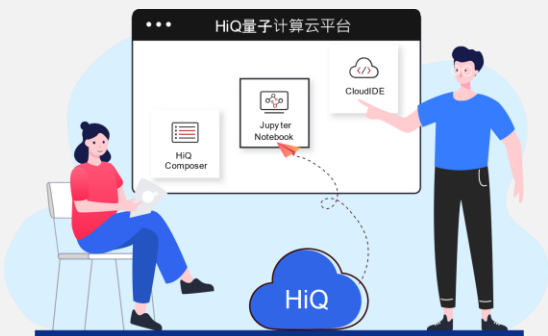 HiQ量子计算云平台
CloudIDE
Jupyter
Notebook
HiQ
Composer
HiQ